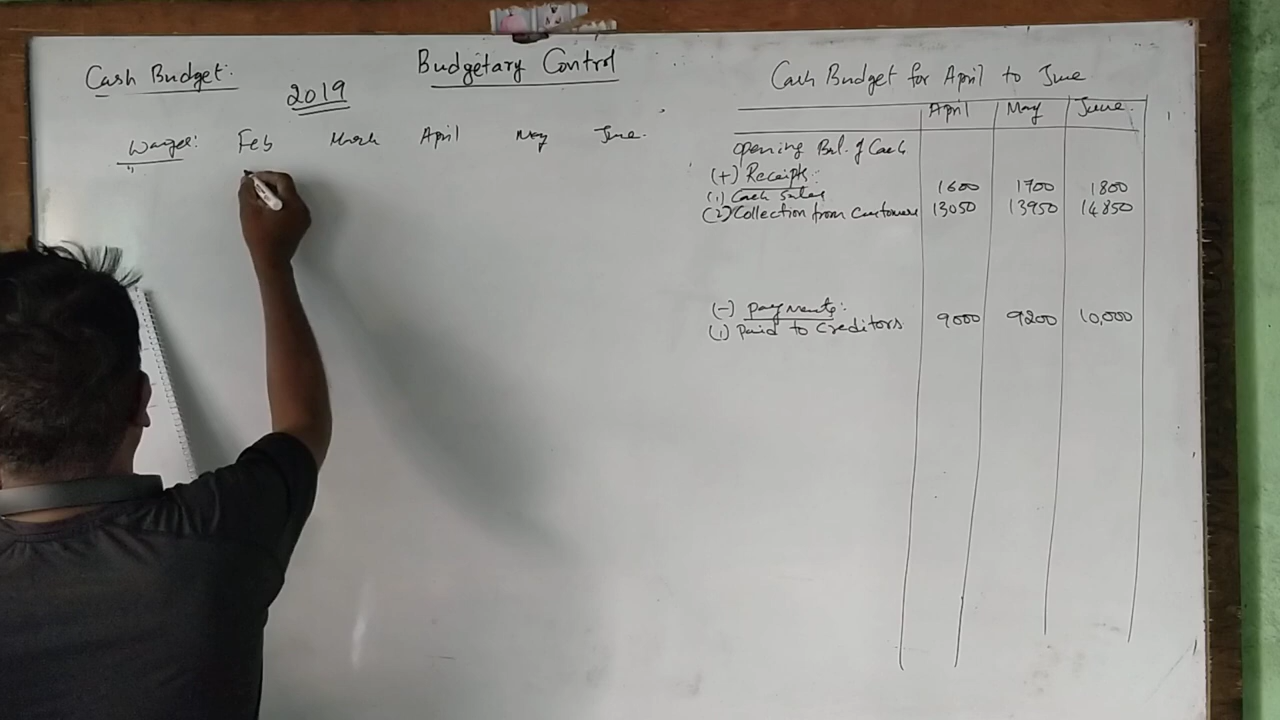 Budgetary Control
Cash Budget:
2019
Wages: Feb March April May June.
Cash Budget for April to June
April May June.
Opening Bal. of Cash
(+) Receipts:
(1) Cash Sales 1600 1700 1800
(2) Collection from Customers 13050 13950 14850
(-) payments:
(1) Paid to Creditors 9000 9200 10,000